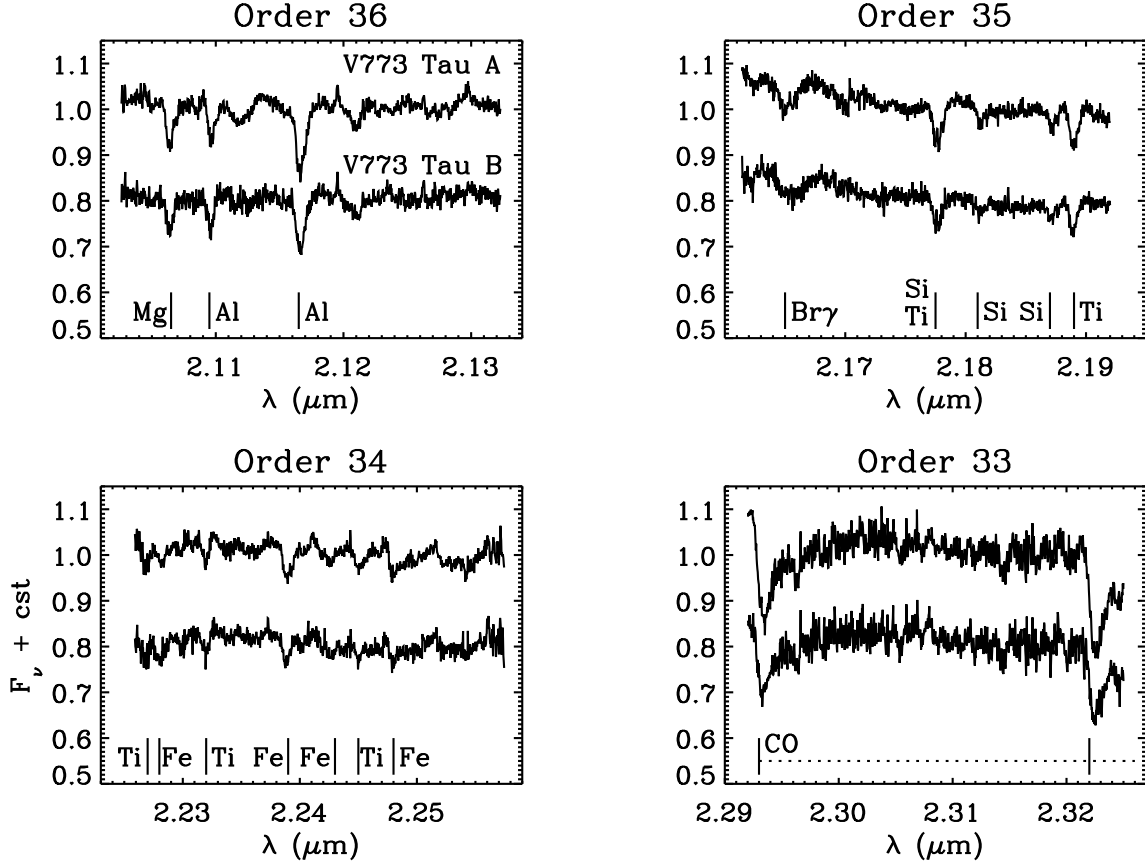 Order 36
V773 Tau A
V773 Tau B
1.1
1.0
0.9
0.8
0.7
0.6
0.5
Mg Al Al
2.11 2.12 2.13
λ (μm)
Order 35
1.1
1.0
0.9
0.8
0.7
0.6
0.5
Si
Brγ Ti Si Si Ti
2.17 2.18 2.19
λ (μm)
Order 34
1.1
1.0
0.9
0.8
0.7
0.6
0.5
Fν + cst
Ti Fe Ti Fe Fe Ti Fe
2.23 2.24 2.25
λ (μm)
Order 33
1.1
1.0
0.9
0.8
0.7
0.6
0.5
CO
2.29 2.30 2.31 2.32
λ (μm)